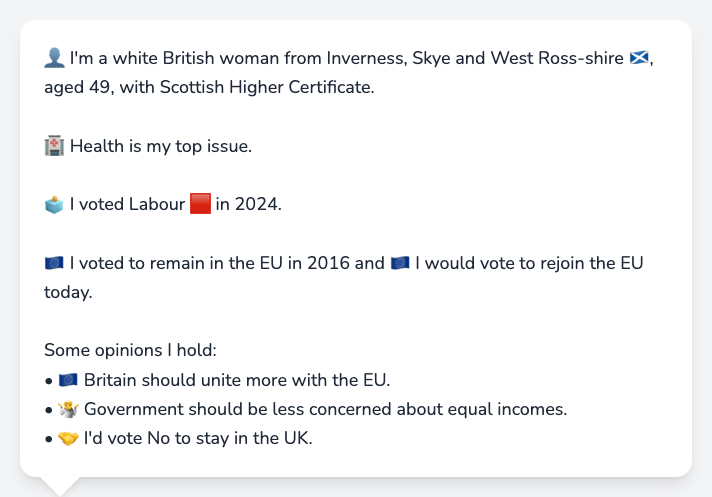 👤 I'm a white British woman from Inverness, Skye and West Ross-shire 🏴󠁧󠁢󠁳󠁣󠁴󠁿,
aged 49, with Scottish Higher Certificate.
🏥 Health is my top issue.
🗳️ I voted Labour 🟥 in 2024.
🇪🇺 I voted to remain in the EU in 2016 and 🇪🇺 I would vote to rejoin the EU
today.
Some opinions I hold:
• 🇪🇺 Britain should unite more with the EU.
• 🤷 Government should be less concerned about equal incomes.
• 🤝 I'd vote No to stay in the UK.